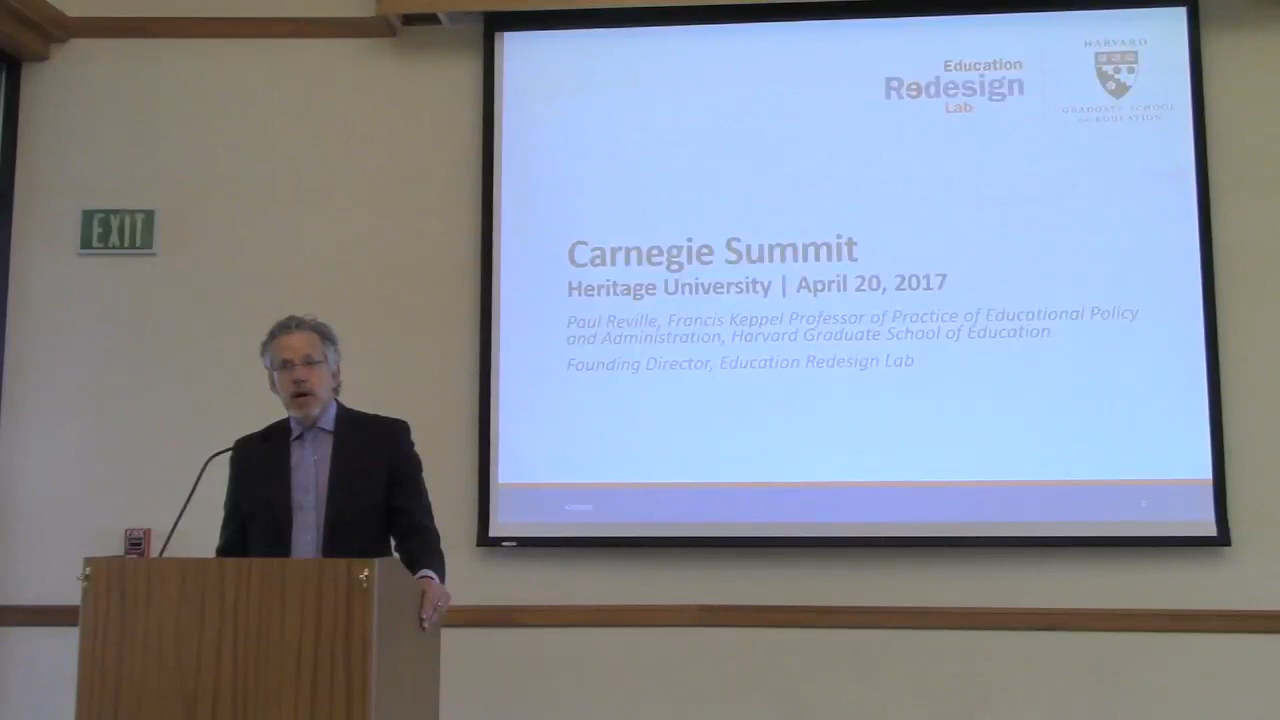 Education
Redesign
Lab
HARVARD
GRADUATE SCHOOL
OF EDUCATION
EXIT
Carnegie Summit
Heritage University | April 20, 2017
Paul Reville, Francis Keppel Professor of Practice of Educational Policy
and Administration, Harvard Graduate School of Education
Founding Director, Education Redesign Lab
FIRE